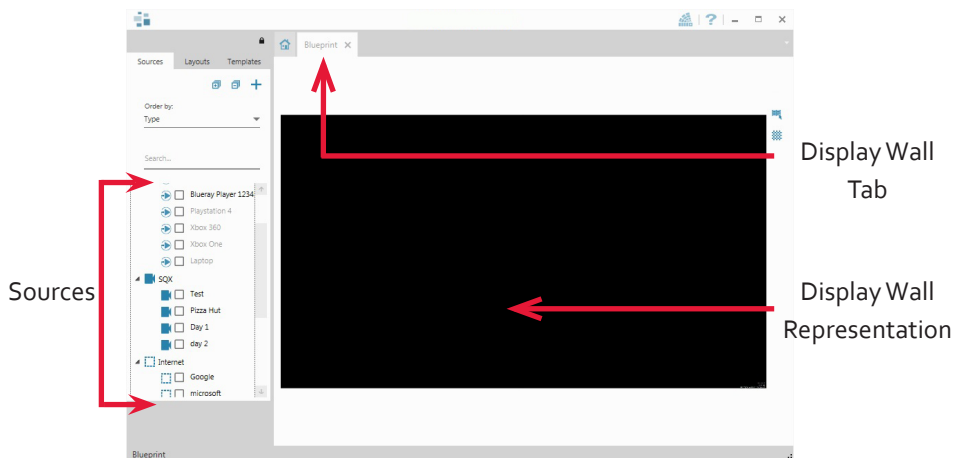 ?
Blueprint
Sources Layouts Templates
Order by:
Type
Search...
Blueray Player 1234
Playstation 4
Xbox 360
Xbox One
Laptop
SQX
Test
Pizza Hut
Day 1
day 2
Internet
Google
microsoft
Blueprint
Sources
Display Wall
Tab
Display Wall
Representation